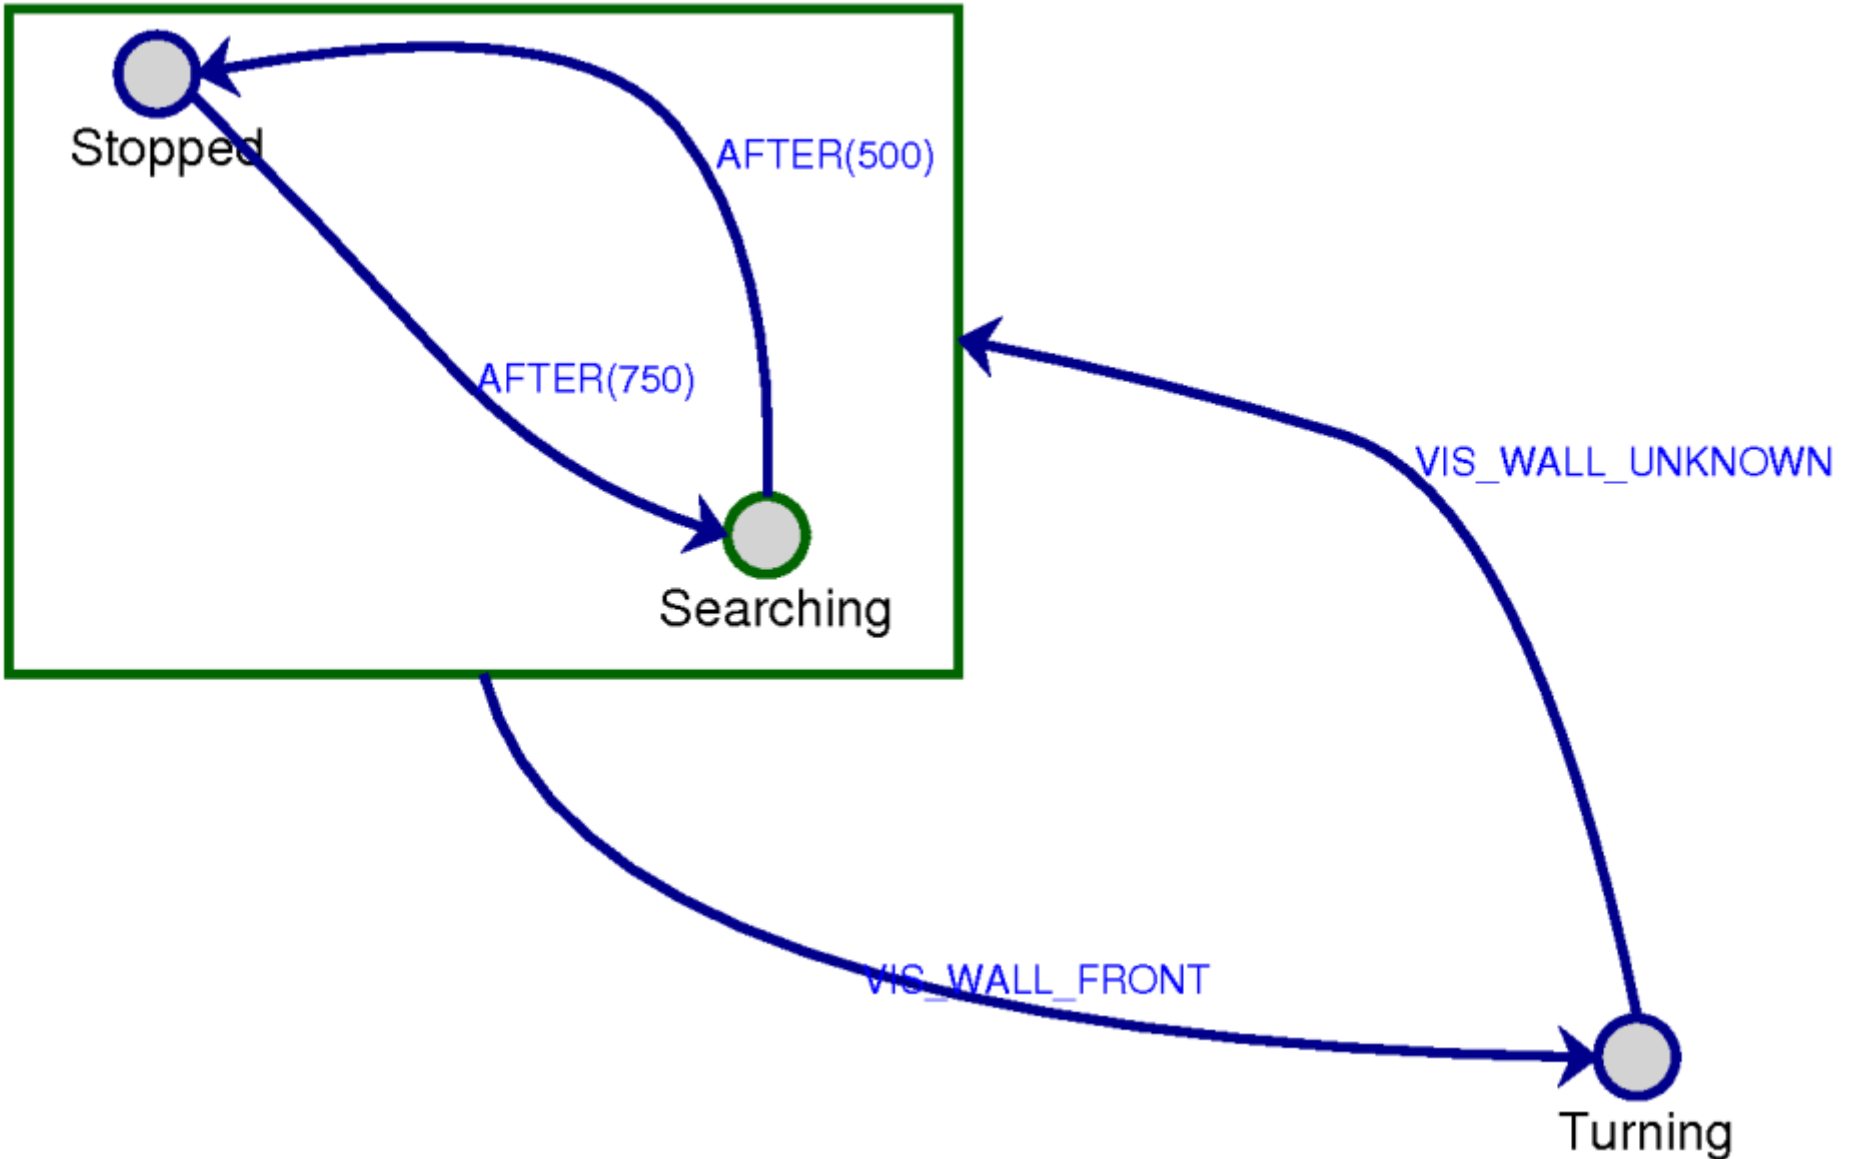 Stopped
AFTER(500)
AFTER(750)
VIS_WALL_UNKNOWN
Searching
VIS_WALL_FRONT
Turning